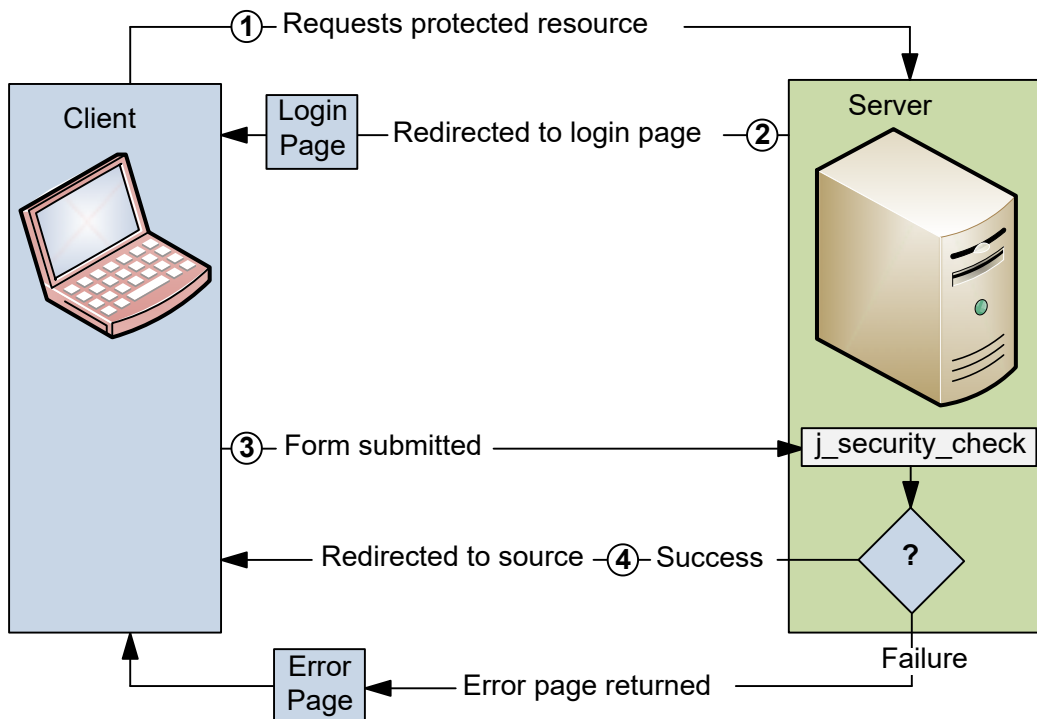 1 Requests protected resource
Client
Login
Page
Redirected to login page 2
Server
3 Form submitted
j_security_check
Redirected to source 4 Success
?
Failure
Error
Page
Error page returned